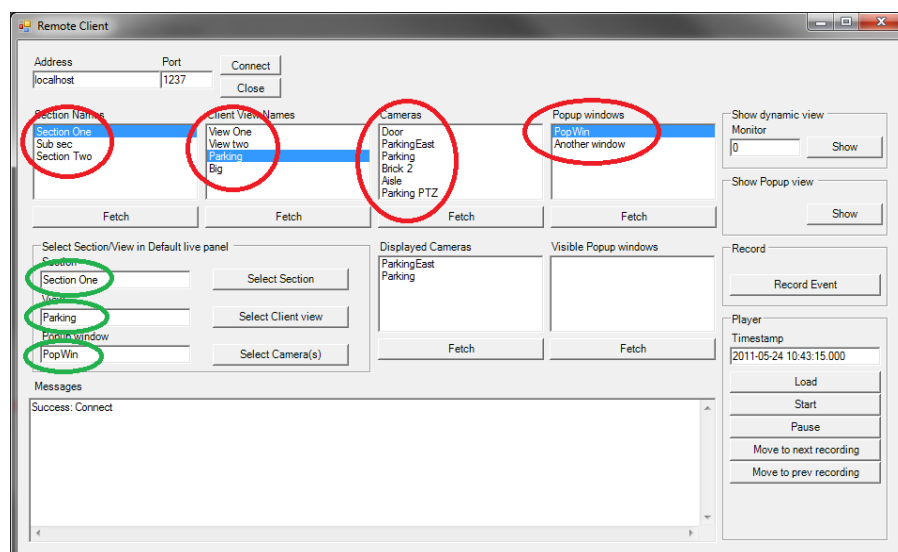 Remote Client
Address Port
localhost 1237
Connect
Close
Section Names
Section One
Sub sec
Section Two
Fetch
Client View Names
View One
View two
Parking
Big
Fetch
Cameras
Door
ParkingEast
Parking
Brick 2
Aisle
Parking PTZ
Fetch
Popup windows
PopWin
Another window
Fetch
Show dynamic view
Monitor
0 Show
Show Popup view
Show
Select Section/View in Default live panel
Section
Section One Select Section
View
Parking Select Client view
Popup window
PopWin Select Camera(s)
Displayed Cameras
ParkingEast
Parking
Fetch
Visible Popup windows
Fetch
Record
Record Event
Player
Timestamp
2011-05-24 10:43:15.000
Load
Start
Pause
Move to next recording
Move to prev recording
Messages
Success: Connect